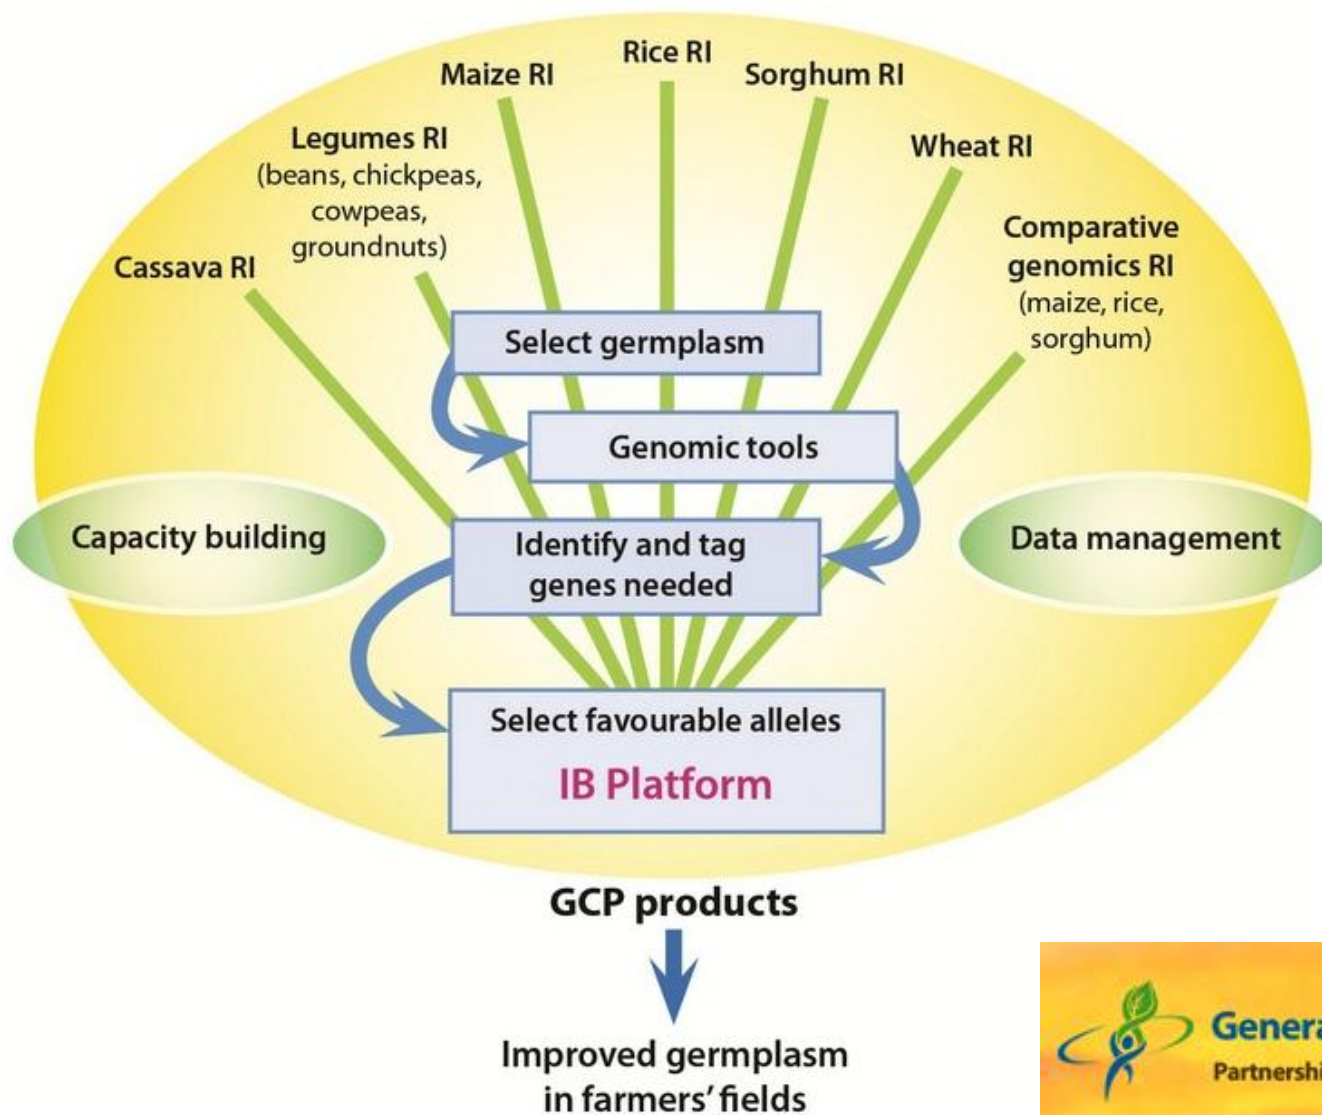 Rice RI
Maize RI
Sorghum RI
Legumes RI
(beans, chickpeas,
cowpeas,
groundnuts)
Wheat RI
Comparative
genomics RI
(maize, rice,
sorghum)
Cassava RI
Select germplasm
Genomic tools
Capacity building
Identify and tag
genes needed
Data management
Select favourable alleles
IB Platform
GCP products
Improved germplasm
in farmers’ fields